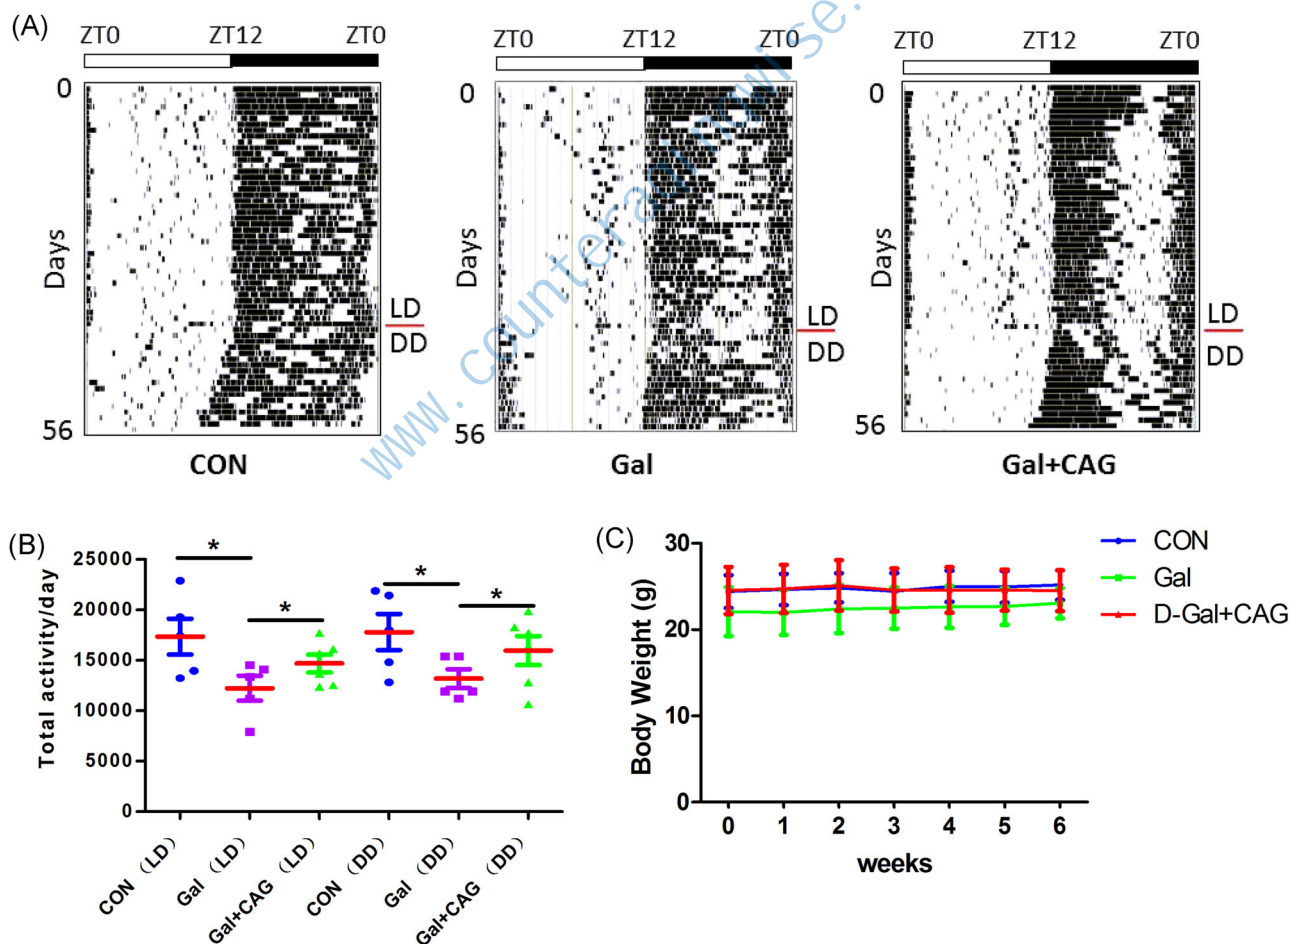 (A)
ZT0 ZT12 ZT0
ZT0 ZT12 ZT0
ZT0 ZT12 ZT0
0
Days
56
LD
DD
CON
0
Days
56
LD
DD
Gal
0
Days
56
LD
DD
Gal+CAG
www.counteragingwise.
(B)
Total activity/day
25000
20000
15000
10000
5000
0
* * * *
CON (LD)
Gal (LD)
Gal+CAG (LD)
CON (DD)
Gal (DD)
Gal+CAG (DD)
(C)
Body Weight (g)
30
20
10
0
0 1 2 3 4 5 6
weeks
CON
Gal
D-Gal+CAG